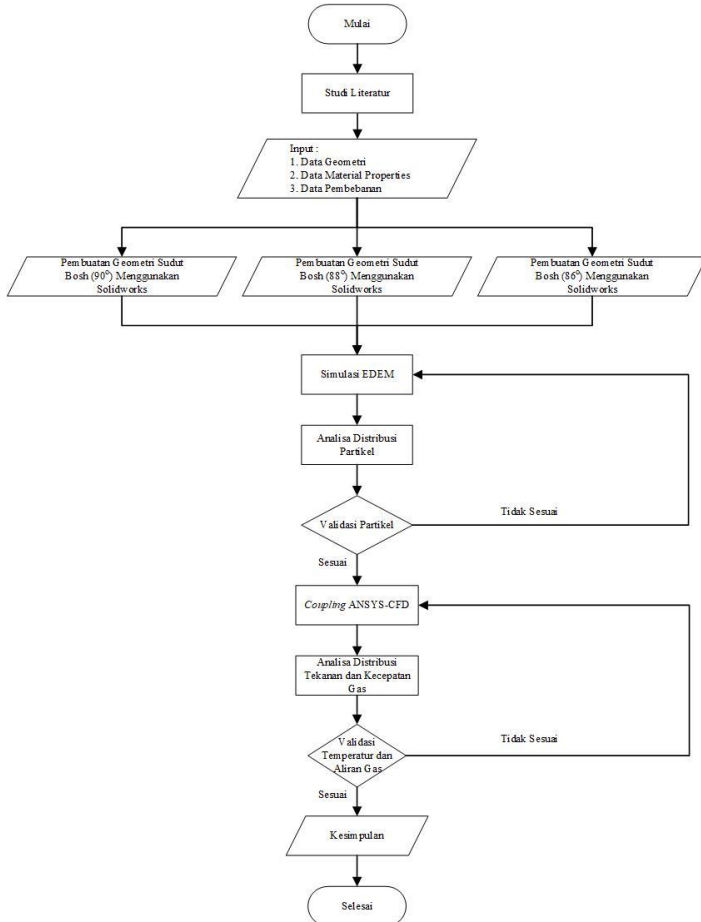 Mulai
Studi Literatur
Input :
1. Data Geometri
2. Data Material Properties
3. Data Pembebanan
Pembuatan Geometri Sudut
Bosh (90⁰) Menggunakan
Solidworks
Pembuatan Geometri Sudut
Bosh (88⁰) Menggunakan
Solidworks
Pembuatan Geometri Sudut
Bosh (86⁰) Menggunakan
Solidworks
Simulasi EDEM
Analisa Distribusi
Partikel
Validasi Partikel
Tidak Sesuai
Sesuai
Coupling ANSYS-CFD
Analisa Distribusi
Tekanan dan Kecepatan
Gas
Validasi
Temperatur dan
Aliran Gas
Tidak Sesuai
Sesuai
Kesimpulan
Selesai